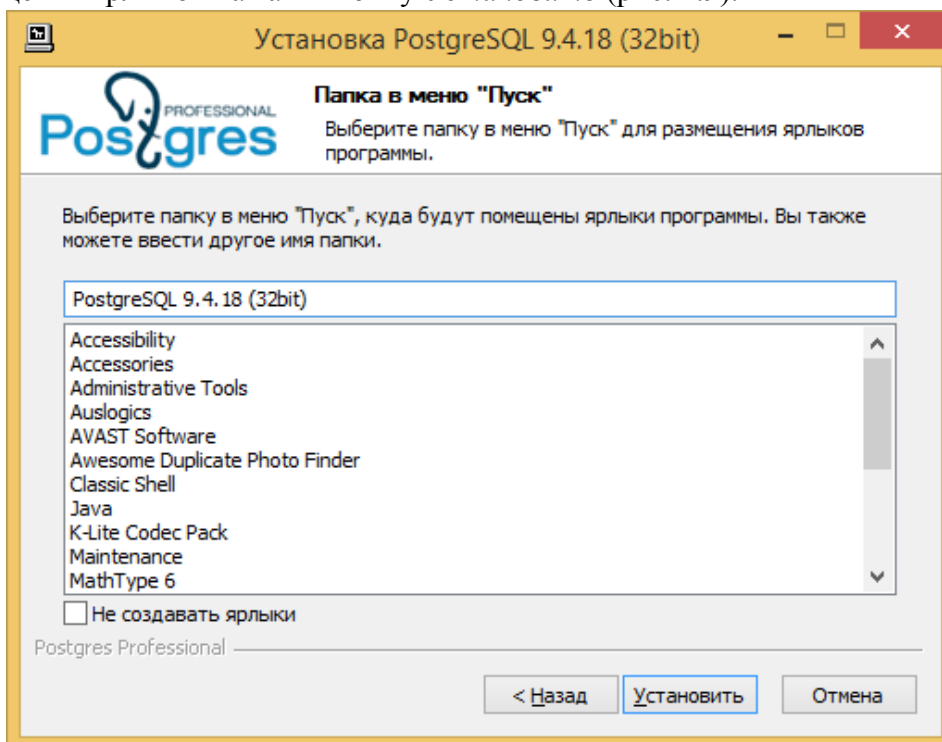 Установка PostgreSQL 9.4.18 (32bit)
PROFESSIONAL
Postgres
Папка в меню "Пуск"
Выберите папку в меню "Пуск" для размещения ярлыков
программы.
Выберите папку в меню "Пуск", куда будут помещены ярлыки программы. Вы также
можете ввести другое имя папки.
PostgreSQL 9.4.18 (32bit)
Accessibility
Accessories
Administrative Tools
Auslogics
AVAST Software
Awesome Duplicate Photo Finder
Classic Shell
Java
K-Lite Codec Pack
Maintenance
MathType 6
Не создавать ярлыки
Postgres Professional
< Назад Установить Отмена